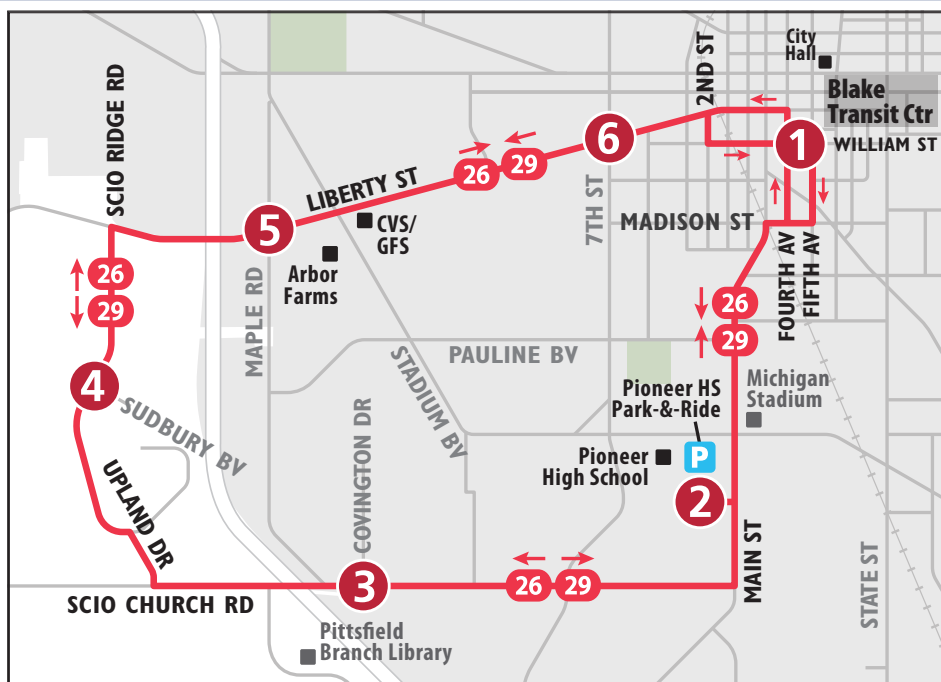 City
Hall
Blake
Transit Ctr
2ND ST
SCIO RIDGE RD
1
WILLIAM ST
6
29
26
LIBERTY ST
7TH ST
MADISON ST
5
CVS/
GFS
Arbor
Farms
26
29
MAPLE RD
FOURTH AV
FIFTH AV
26
29
PAULINE BV
STADIUM BV
4
SUDBURY BV
Pioneer HS
Park-&-Ride
Michigan
Stadium
P
Pioneer
High School
2
COVINGTON DR
UPLAND DR
MAIN ST
STATE ST
3
26
29
SCIO CHURCH RD
Pittsfield
Branch Library